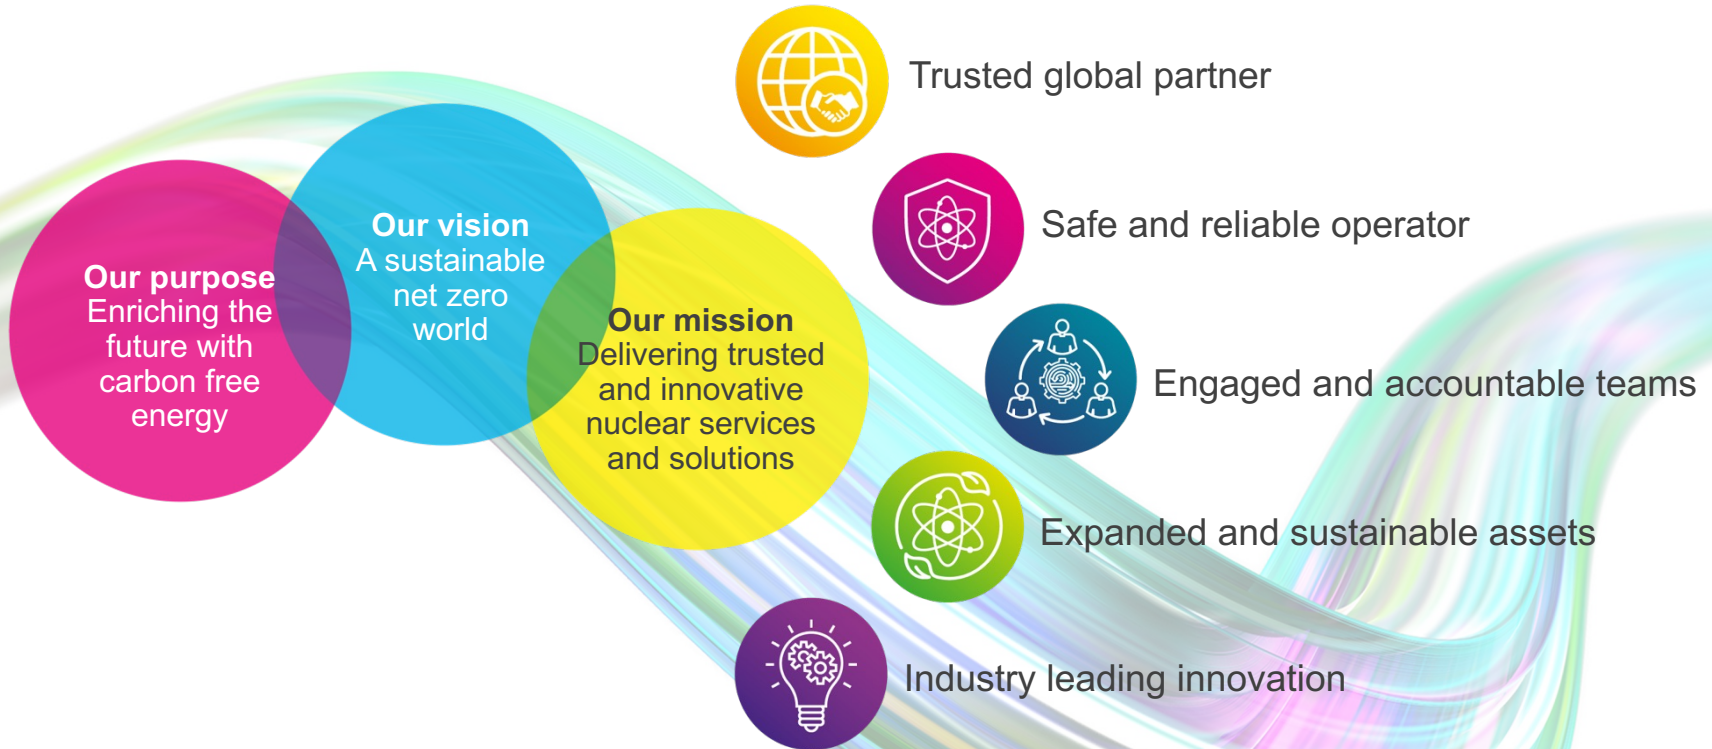 Our purpose
Enriching the
future with
carbon free
energy
Our vision
A sustainable
net zero
world
Our mission
Delivering trusted
and innovative
nuclear services
and solutions
Trusted global partner
Safe and reliable operator
Engaged and accountable teams
Expanded and sustainable assets
Industry leading innovation